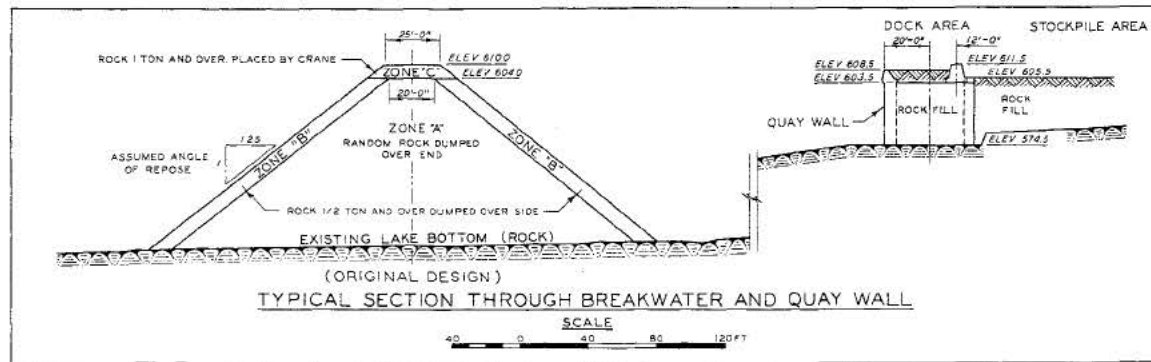 25'-0"
ROCK 1 TON AND OVER. PLACED BY CRANE
ELEV 610.0
ZONE "C"
ELEV 604.0
20'-0"
ZONE "A"
RANDOM ROCK DUMPED
OVER END
1.25
1
ASSUMED ANGLE
OF REPOSE
ZONE "B"
ZONE "B"
ROCK 1/2 TON AND OVER DUMPED OVER SIDE
EXISTING LAKE BOTTOM (ROCK)
DOCK AREA
STOCKPILE AREA
20'-0"
12'-0"
ELEV 608.5
ELEV 611.5
ELEV 603.5
ELEV 605.5
ROCK FILL
ROCK
FILL
QUAY WALL
ELEV 574.5
(ORIGINAL DESIGN)
TYPICAL SECTION THROUGH BREAKWATER AND QUAY WALL
SCALE
40 0 40 80 120 FT